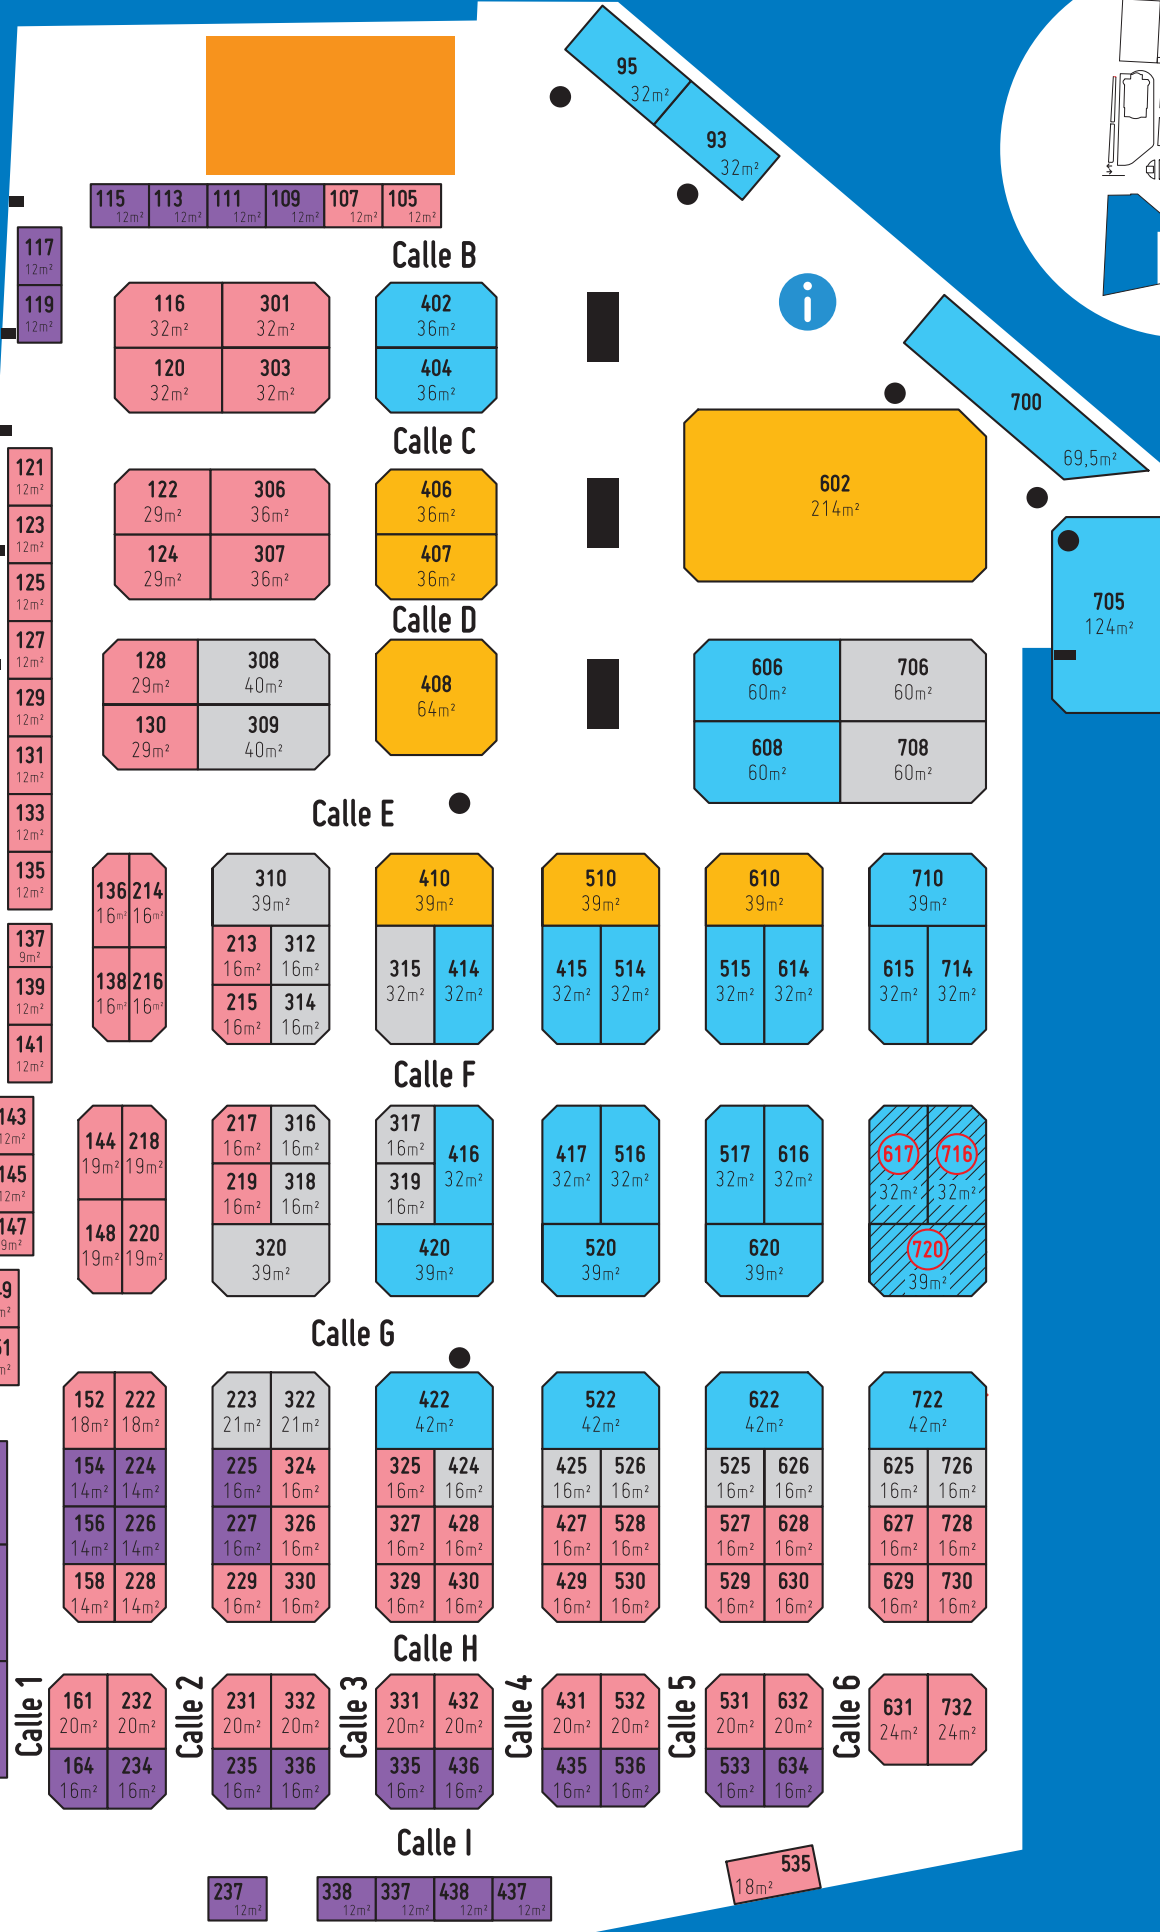 95
32m²
93
32m²
115 113 111 109 107 105
12m² 12m² 12m² 12m² 12m² 12m²
117
12m²
119
12m²
Calle B
116 301 402
32m² 32m² 36m²
120 303 404
32m² 32m² 36m²
i
700
69,5m²
Calle C
121
12m²
123
12m²
125
12m²
127
12m²
129
12m²
131
12m²
133
12m²
135
12m²
122 306 406
29m² 36m² 36m²
124 307 407
29m² 36m² 36m²
602
214m²
705
124m²
Calle D
128 308
29m² 40m²
130 309
29m² 40m²
408
64m²
606 706
60m² 60m²
608 708
60m² 60m²
Calle E
137
9m²
139
12m²
141
12m²
136 214
16m² 16m²
138 216
16m² 16m²
310 410 510 610 710
39m² 39m² 39m² 39m² 39m²
213 312
16m² 16m²
215 314
16m² 16m²
315 414 415 514 515 614 615 714
32m² 32m² 32m² 32m² 32m² 32m² 32m² 32m²
Calle F
143
12m²
145
12m²
147
9m²
144 218
19m² 19m²
148 220
19m² 19m²
217 316 317
16m² 16m² 16m²
219 318 319
16m² 16m² 16m²
416 417 516 517 616 617 716
32m² 32m² 32m² 32m² 32m² 32m² 32m²
320 420 520 620 720
39m² 39m² 39m² 39m² 39m²
Calle G
152 222 223 322 422 522 622 722
18m² 18m² 21m² 21m² 42m² 42m² 42m² 42m²
154 224 225 324 325 424 425 526 525 626 625 726
14m² 14m² 16m² 16m² 16m² 16m² 16m² 16m² 16m² 16m² 16m² 16m²
156 226 227 326 327 428 427 528 527 628 627 728
14m² 14m² 16m² 16m² 16m² 16m² 16m² 16m² 16m² 16m² 16m² 16m²
158 228 229 330 329 430 429 530 529 630 629 730
14m² 14m² 16m² 16m² 16m² 16m² 16m² 16m² 16m² 16m² 16m² 16m²
Calle H
Calle 1
Calle 2
Calle 3
Calle 4
Calle 5
Calle 6
161 232 231 332 331 432 431 532 531 632 631 732
20m² 20m² 20m² 20m² 20m² 20m² 20m² 20m² 20m² 20m² 24m² 24m²
164 234 235 336 335 436 435 536 533 634
16m² 16m² 16m² 16m² 16m² 16m² 16m² 16m² 16m² 16m²
Calle I
237 338 337 438 437
12m² 12m² 12m² 12m² 12m²
535
18m²